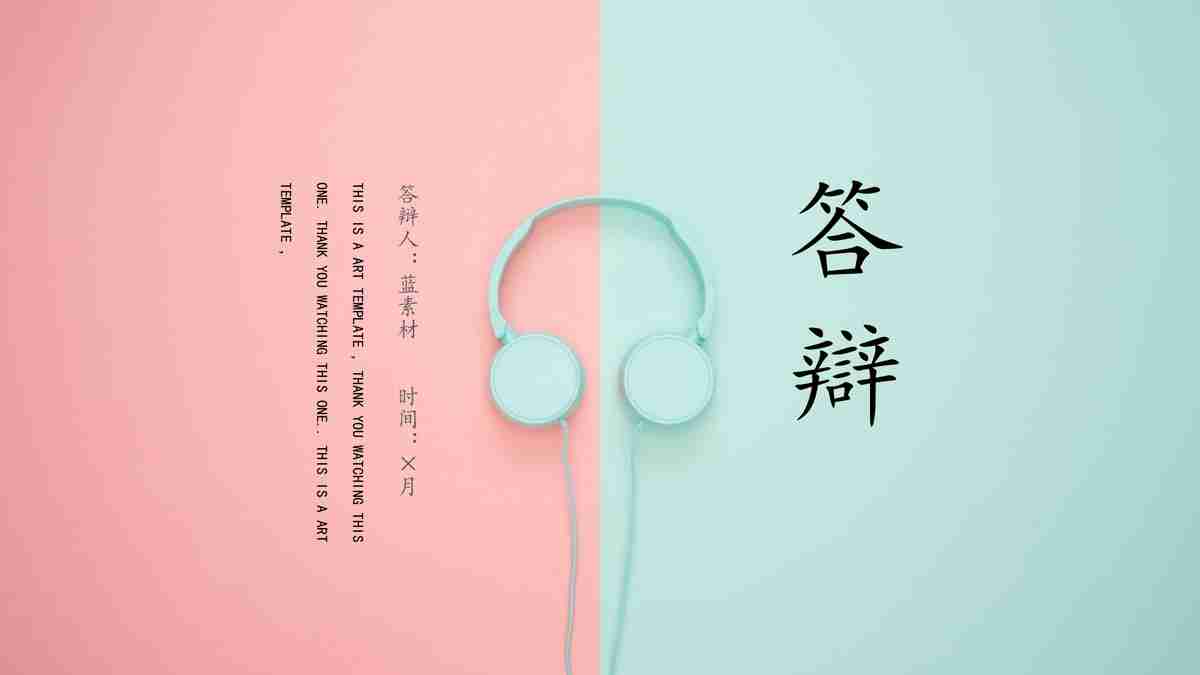 答辩
答辩人：蓝素材 时间：×月
THIS IS A ART TEMPLATE , THANK YOU WATCHING THIS
ONE. THANK YOU WATCHING THIS ONE.. THIS IS A ART
TEMPLATE ,